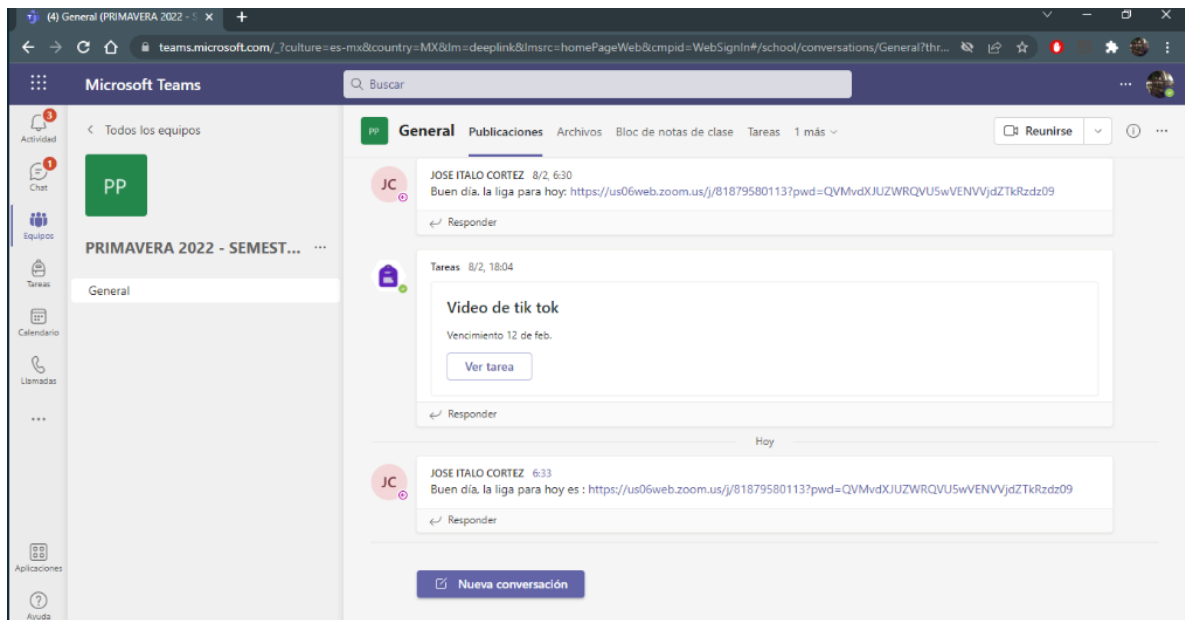 (4) General (PRIMAVERA 2022 - S
teams.microsoft.com/_?culture=es-mx&country=MX&lm=deeplink&lmsrc=homePageWeb&cmpid=WebSignIn#/school/conversations/General?thr...
Microsoft Teams
Buscar
3
Actividad
1
Chat
Equipos
Tareas
Calendario
Llamadas
Aplicaciones
Ayuda
Todos los equipos
PP
PRIMAVERA 2022 - SEMEST... ...
General
PP General Publicaciones Archivos Bloc de notas de clase Tareas 1 más Reunirse
JC
JOSE ITALO CORTEZ 8/2, 6:30
Buen día, la liga para hoy: https://us06web.zoom.us/j/81879580113?pwd=QVMvdXJUZWRQVU5wVENVVjdZTkRzdz09
Responder
Tareas 8/2, 18:04
Video de tik tok
Vencimiento 12 de feb.
Ver tarea
Responder
Hoy
JC
JOSE ITALO CORTEZ 6:33
Buen día, la liga para hoy es : https://us06web.zoom.us/j/81879580113?pwd=QVMvdXJUZWRQVU5wVENVVjdZTkRzdz09
Responder
Nueva conversación